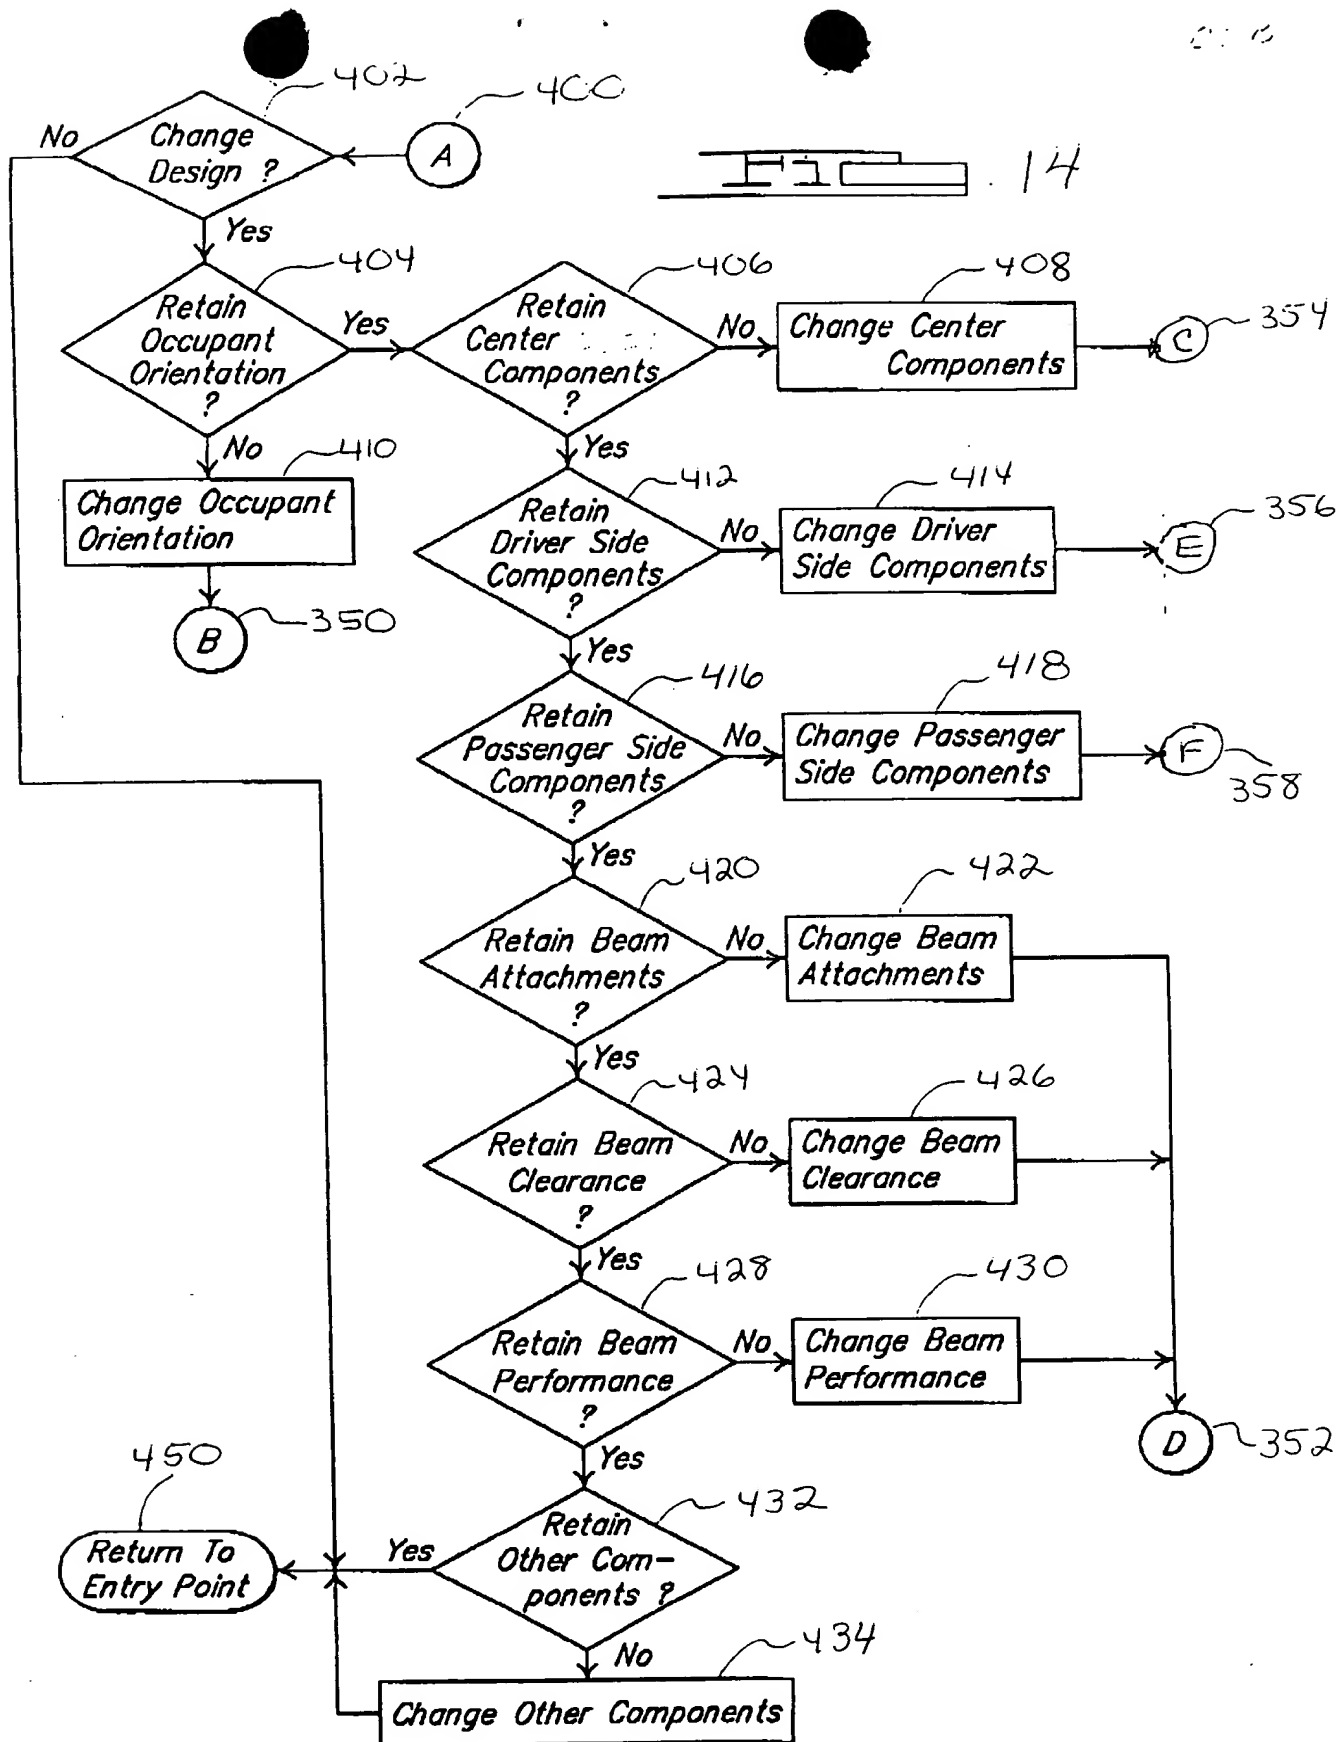 402
400
No
Change
Design ?
A
14
Yes
404
406
408
Retain
Occupant
Orientation
?
Yes
Retain
Center
Components
?
No
Change Center
Components
C
354
No
410
Yes
Change Occupant
Orientation
412
414
Retain
Driver Side
Components
?
No
Change Driver
Side Components
E
356
B
350
Yes
416
418
Retain
Passenger Side
Components
?
No
Change Passenger
Side Components
F
358
Yes
420
422
Retain Beam
Attachments
?
No
Change Beam
Attachments
Yes
424
426
Retain Beam
Clearance
?
No
Change Beam
Clearance
Yes
428
430
Retain Beam
Performance
?
No
Change Beam
Performance
D
352
Yes
450
432
Return To
Entry Point
Yes
Retain
Other Com-
ponents ?
No
434
Change Other Components